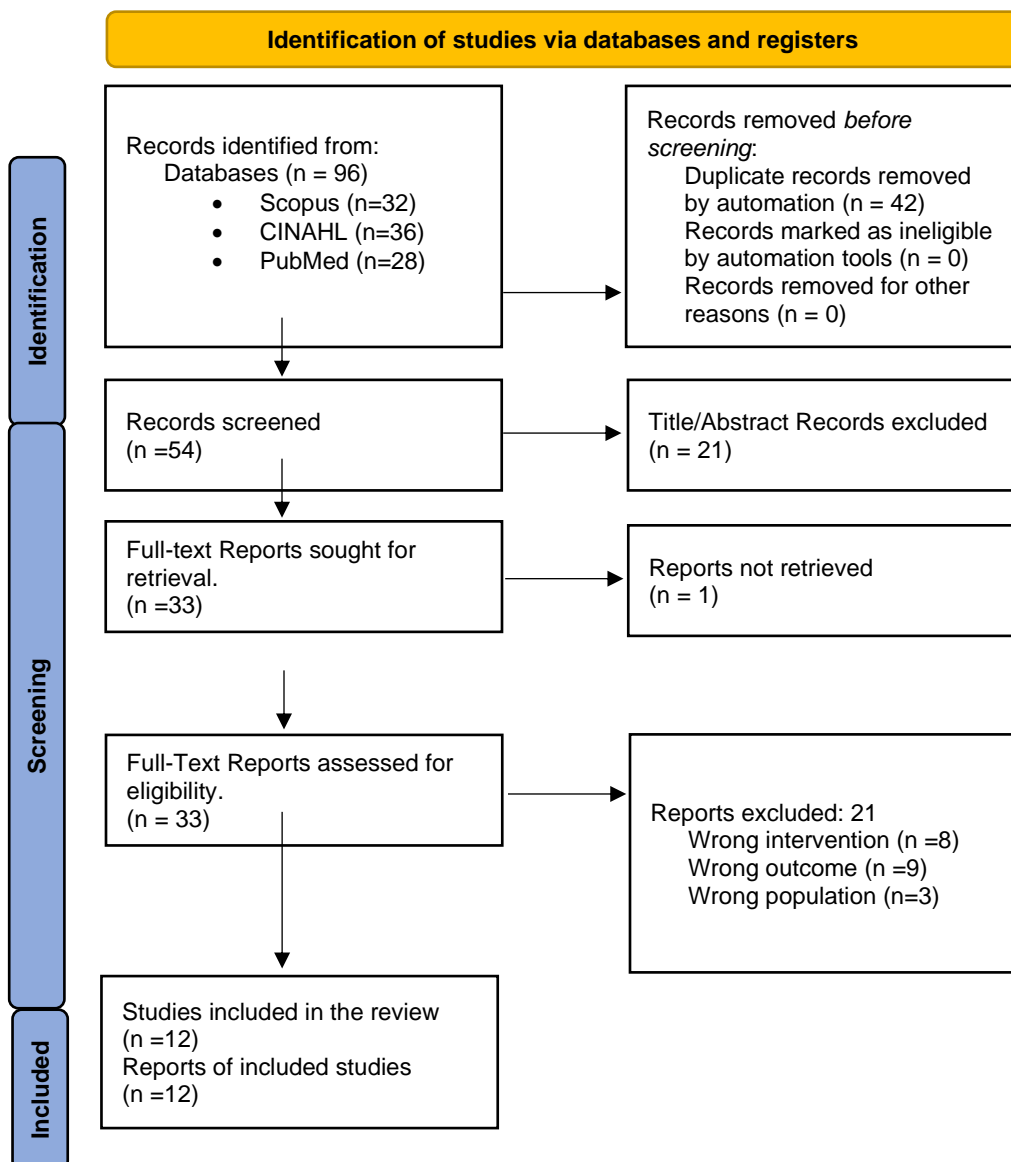 Identification of studies via databases and registers
Identification
Records identified from:
Databases (n = 96)
• Scopus (n=32)
• CINAHL (n=36)
• PubMed (n=28)
Records removed before
screening:
Duplicate records removed
by automation (n = 42)
Records marked as ineligible
by automation tools (n = 0)
Records removed for other
reasons (n = 0)
Screening
Records screened
(n =54)
Title/Abstract Records excluded
(n = 21)
Full-text Reports sought for
retrieval.
(n =33)
Reports not retrieved
(n = 1)
Full-Text Reports assessed for
eligibility.
(n = 33)
Reports excluded: 21
Wrong intervention (n =8)
Wrong outcome (n =9)
Wrong population (n=3)
Included
Studies included in the review
(n =12)
Reports of included studies
(n =12)